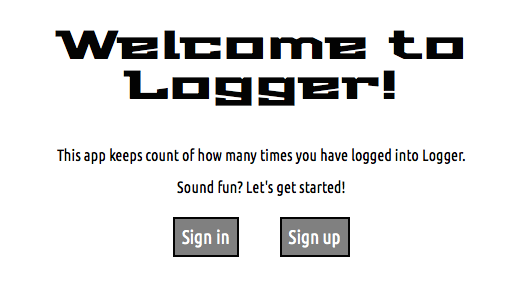 Welcome to
Logger!
This app keeps count of how many times you have logged into Logger.
Sound fun? Let's get started!
Sign in
Sign up